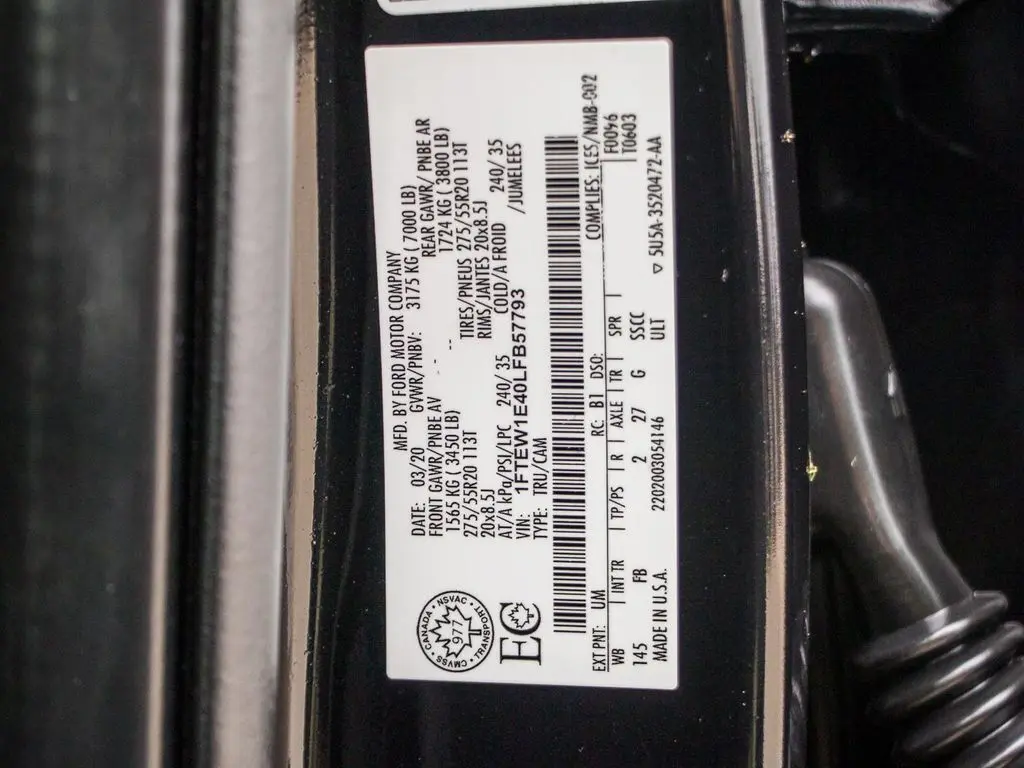 MFD. BY FORD MOTOR COMPANY
DATE: 03/20 GVWR/PNBV: 3175 KG ( 7000 LB)
FRONT GAWR/PNBE AV REAR GAWR/ PNBE AR
1565 KG ( 3450 LB) 1724 KG ( 3800 LB)
275/55R20 113T TIRES/PNEUS 275/55R20 113T
20x8.5J RIMS/JANTES 20x8.5J
AT/A kPa/PSI/LPC 240/ 35 COLD/A FROID 240/ 35
VIN: 1FTEW1E40LFB57793 /JUMELEES
TYPE: TRU/CAM
CANADA • NSVAC • TRANSPORT • CMVSS
977
EC
COMPLIES: ICES/NMB-002
EXT PNT: UM RC: B1 DSO: F0096
T0603
WB INT TR TP/PS R AXLE TR SPR
145 FB 2 27 G SSCC
MADE IN U.S.A. 2202003054146 ULT ▽ 5U5A-3520472-AA